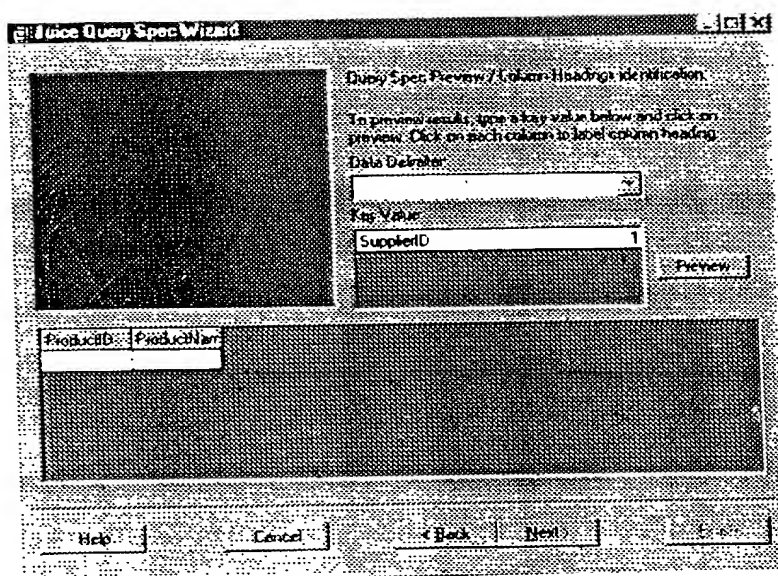 Juice Query Spec Wizard
Query Spec Preview / Column Headings identification.
To preview results, type a key value below and click on
preview. Click on each column to label column heading.
Data Delimiter
Key Value
SupplierID 1
Preview
ProductID ProductNam
Help Cancel < Back Next >